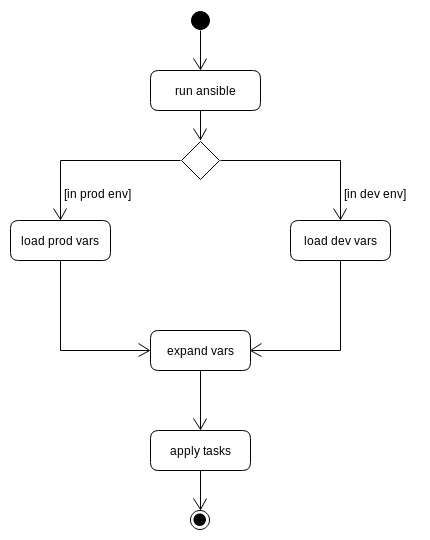 run ansible
[in prod env]
[in dev env]
load prod vars
load dev vars
expand vars
apply tasks